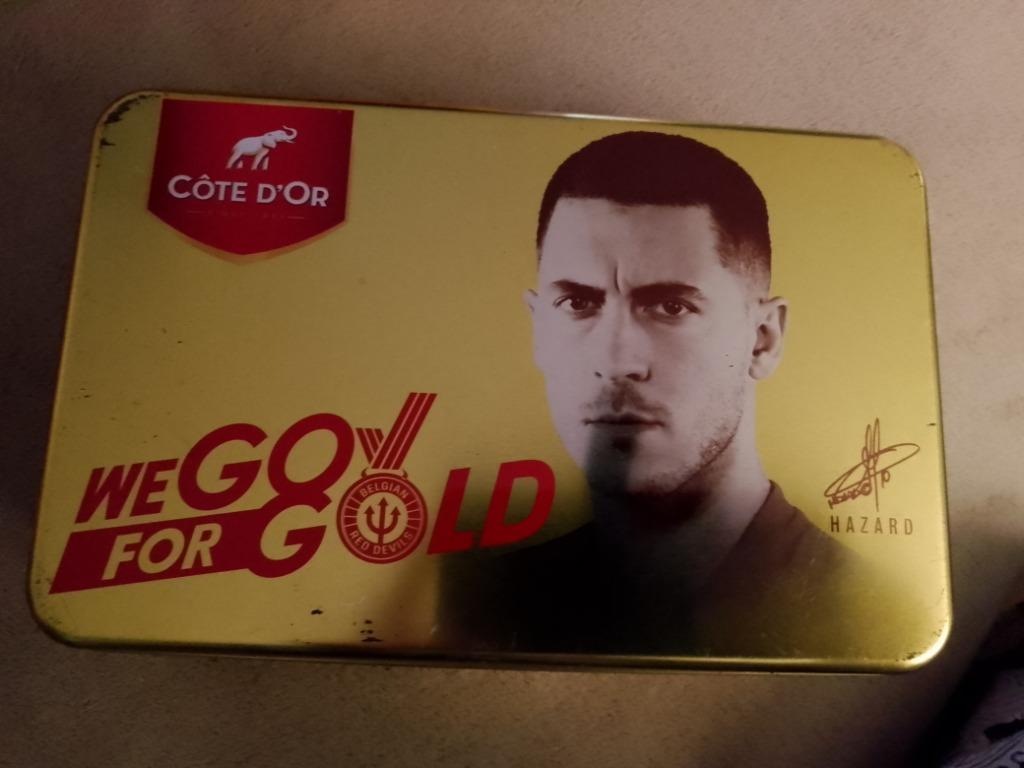 CÔTE D'OR
WE GO
FOR GOLD
BELGIAN
RED DEVILS
HAZARD